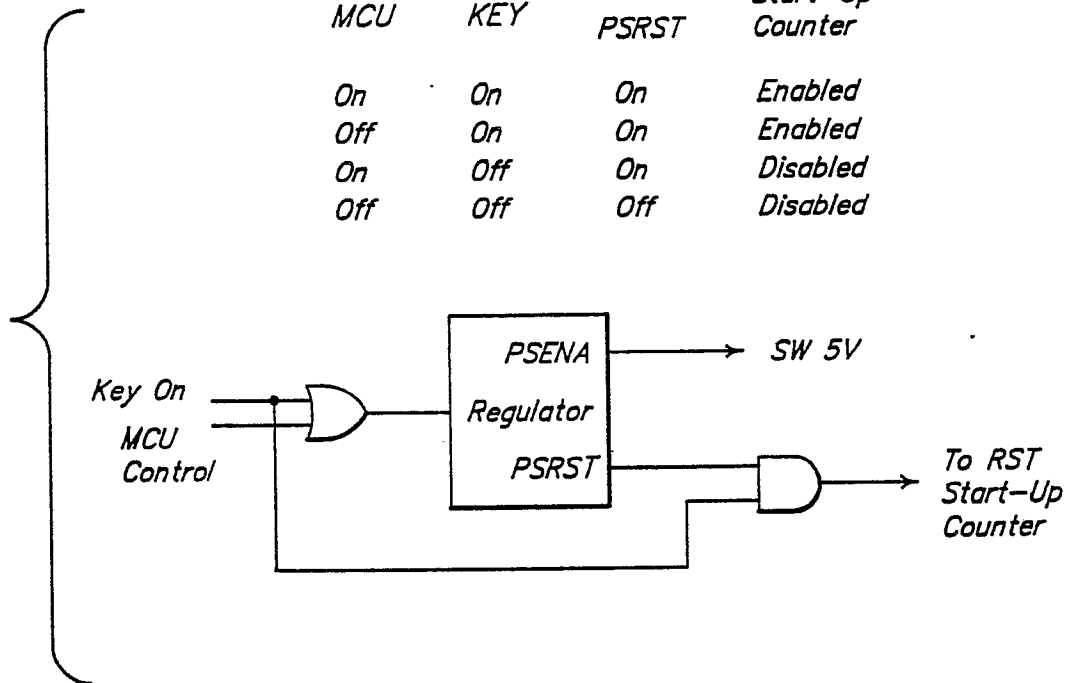 MCU KEY PSRST Counter
On On On Enabled
Off On On Enabled
On Off On Disabled
Off Off Off Disabled
PSENA
SW 5V
Key On
Regulator
MCU
Control
PSRST
To RST
Start-Up
Counter